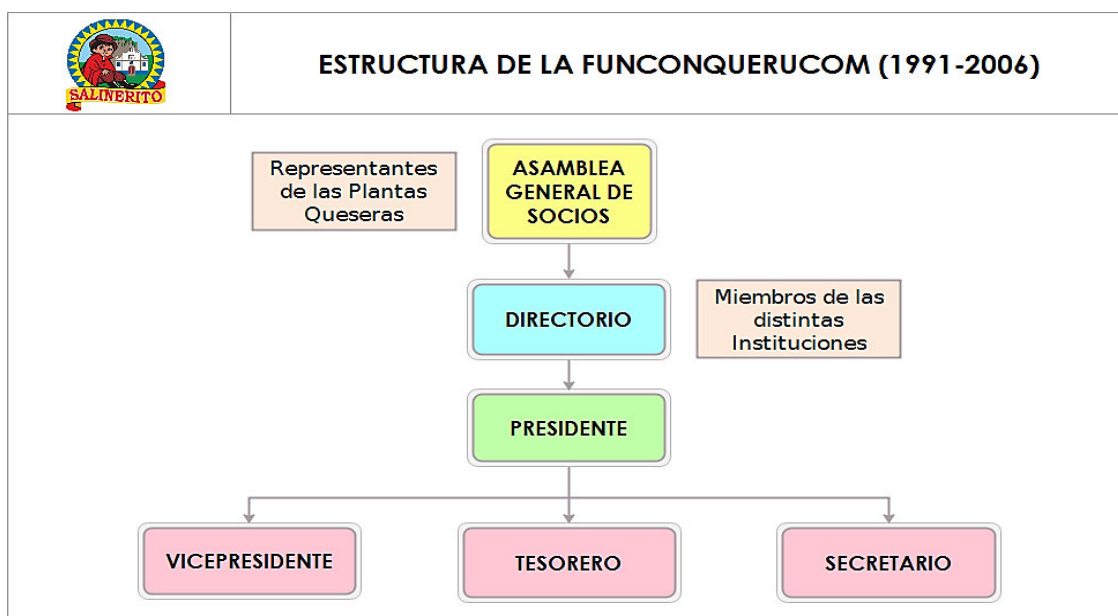 SALINERITO
ESTRUCTURA DE LA FUNCONQUERUCOM (1991-2006)
Representantes
de las Plantas
Queseras
ASAMBLEA
GENERAL DE
SOCIOS
DIRECTORIO
Miembros de las
distintas
Instituciones
PRESIDENTE
VICEPRESIDENTE
TESORERO
SECRETARIO